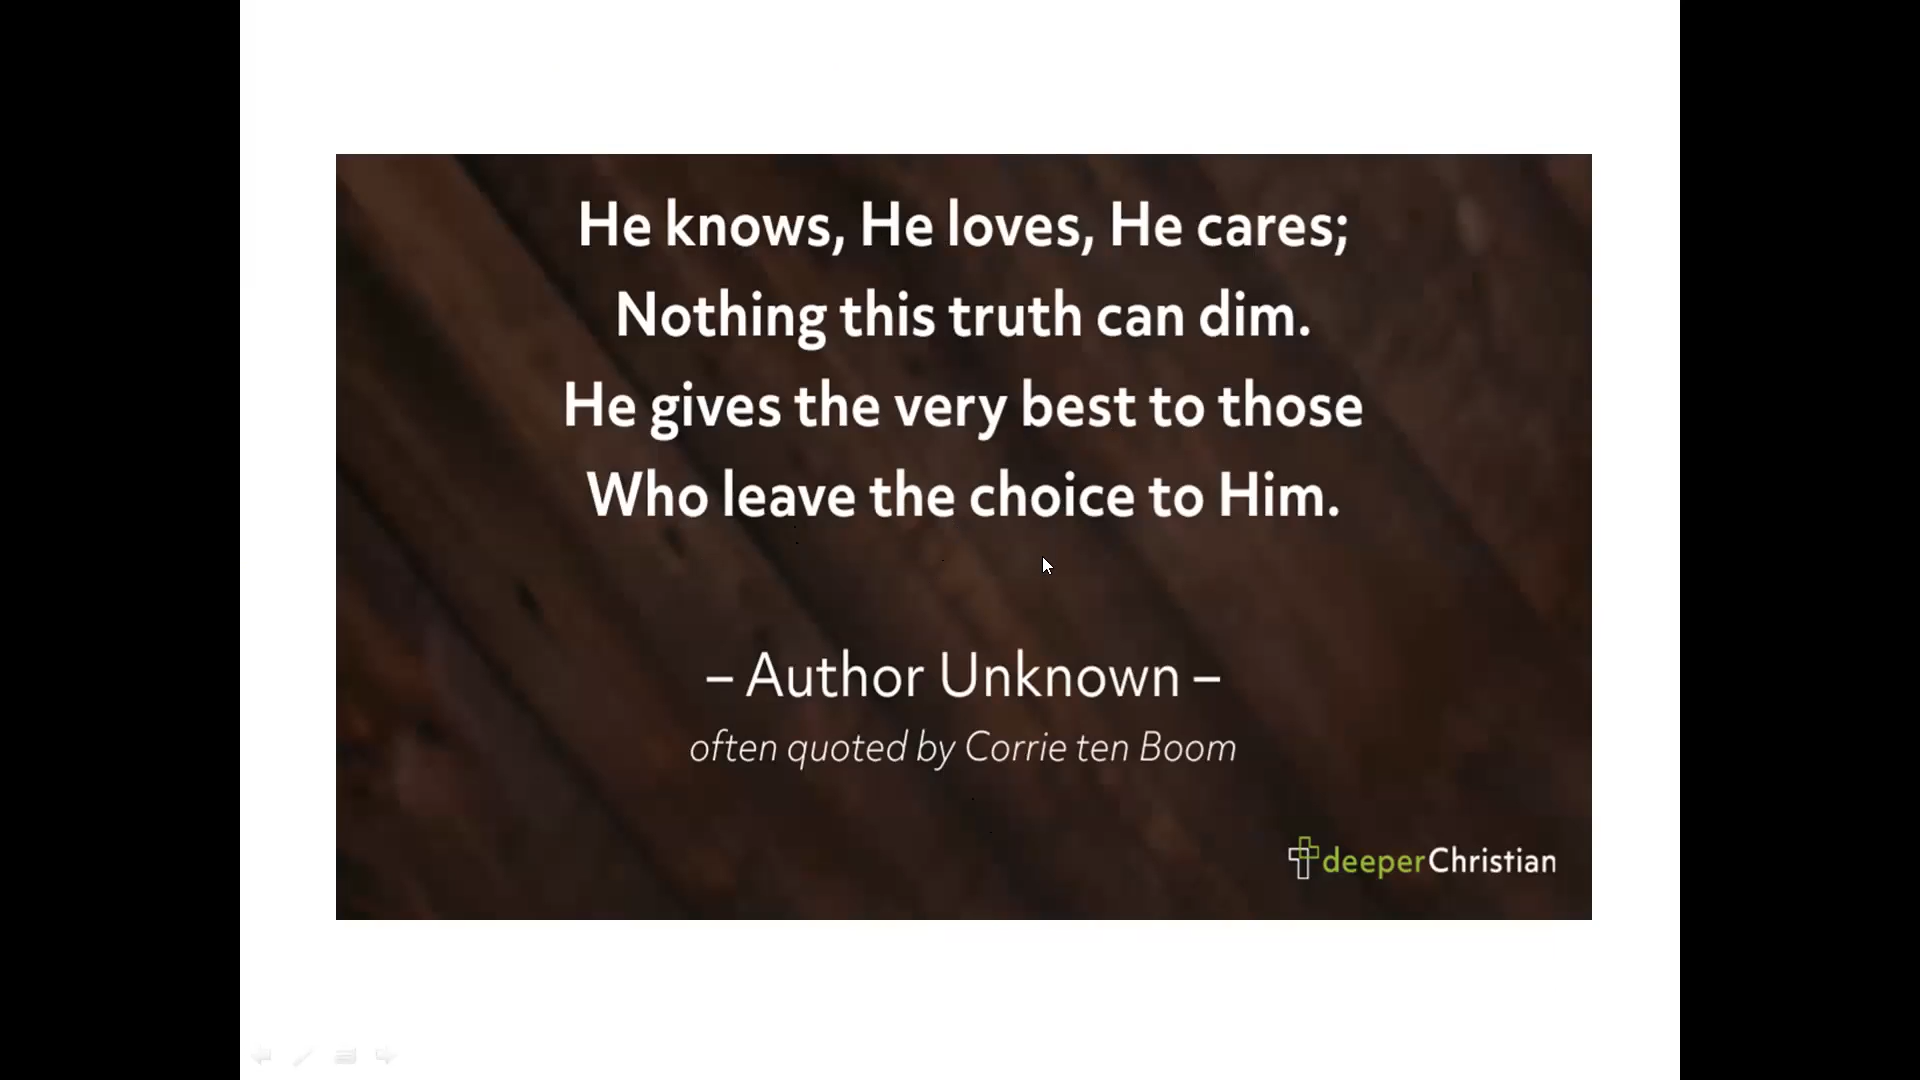 He knows, He loves, He cares;
Nothing this truth can dim.
He gives the very best to those
Who leave the choice to Him.
– Author Unknown –
often quoted by Corrie ten Boom
deeperChristian